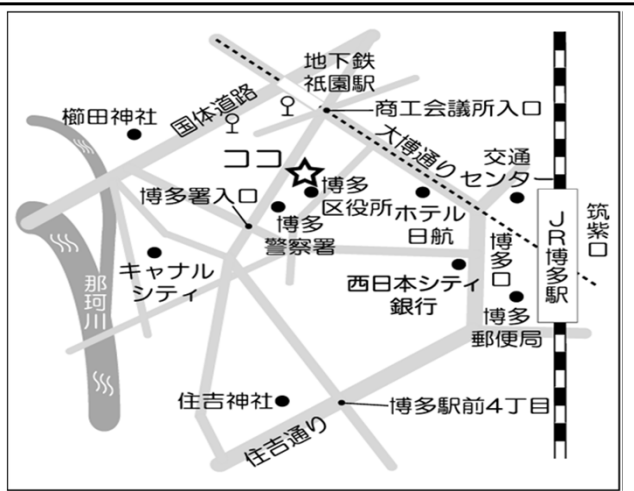 地下鉄
祇園駅
国体道路
櫛田神社
商工会議所入口
大博通り
交通
センター
ココ
博多
区役所
博多署入口
博多
警察署
ホテル
日航
筑紫口
JR博多駅
博多口
キャナル
シティ
西日本シティ
銀行
那珂川
博多
郵便局
住吉神社
博多駅前4丁目
住吉通り